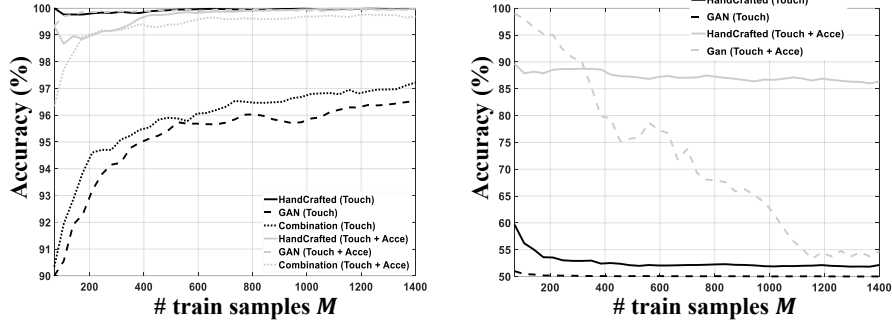 100
99
98
97
96
95
94
93
92
91
90
Accuracy (%)
HandCrafted (Touch)
GAN (Touch)
Combination (Touch)
HandCrafted (Touch + Acce)
GAN (Touch + Acce)
Combination (Touch + Acce)
200 400 600 800 1000 1200 1400
# train samples M
100
95
90
85
80
75
70
65
60
55
50
Accuracy (%)
HandCrafted (Touch)
GAN (Touch)
HandCrafted (Touch + Acce)
Gan (Touch + Acce)
200 400 600 800 1000 1200 1400
# train samples M